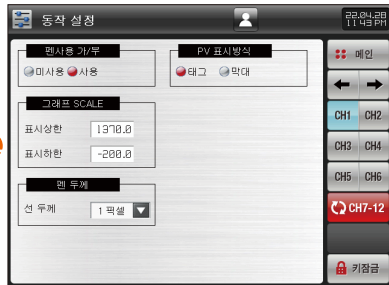 동작 설정
22.04.28
11:43 PM
펜사용 가/부
미사용 사용
PV 표시방식
태그 막대
그래프 SCALE
표시상한 1370.0
표시하한 -200.0
펜 두께
선 두께 1 픽셀
메인
CH1 CH2
CH3 CH4
CH5 CH6
CH7-12
키잠금